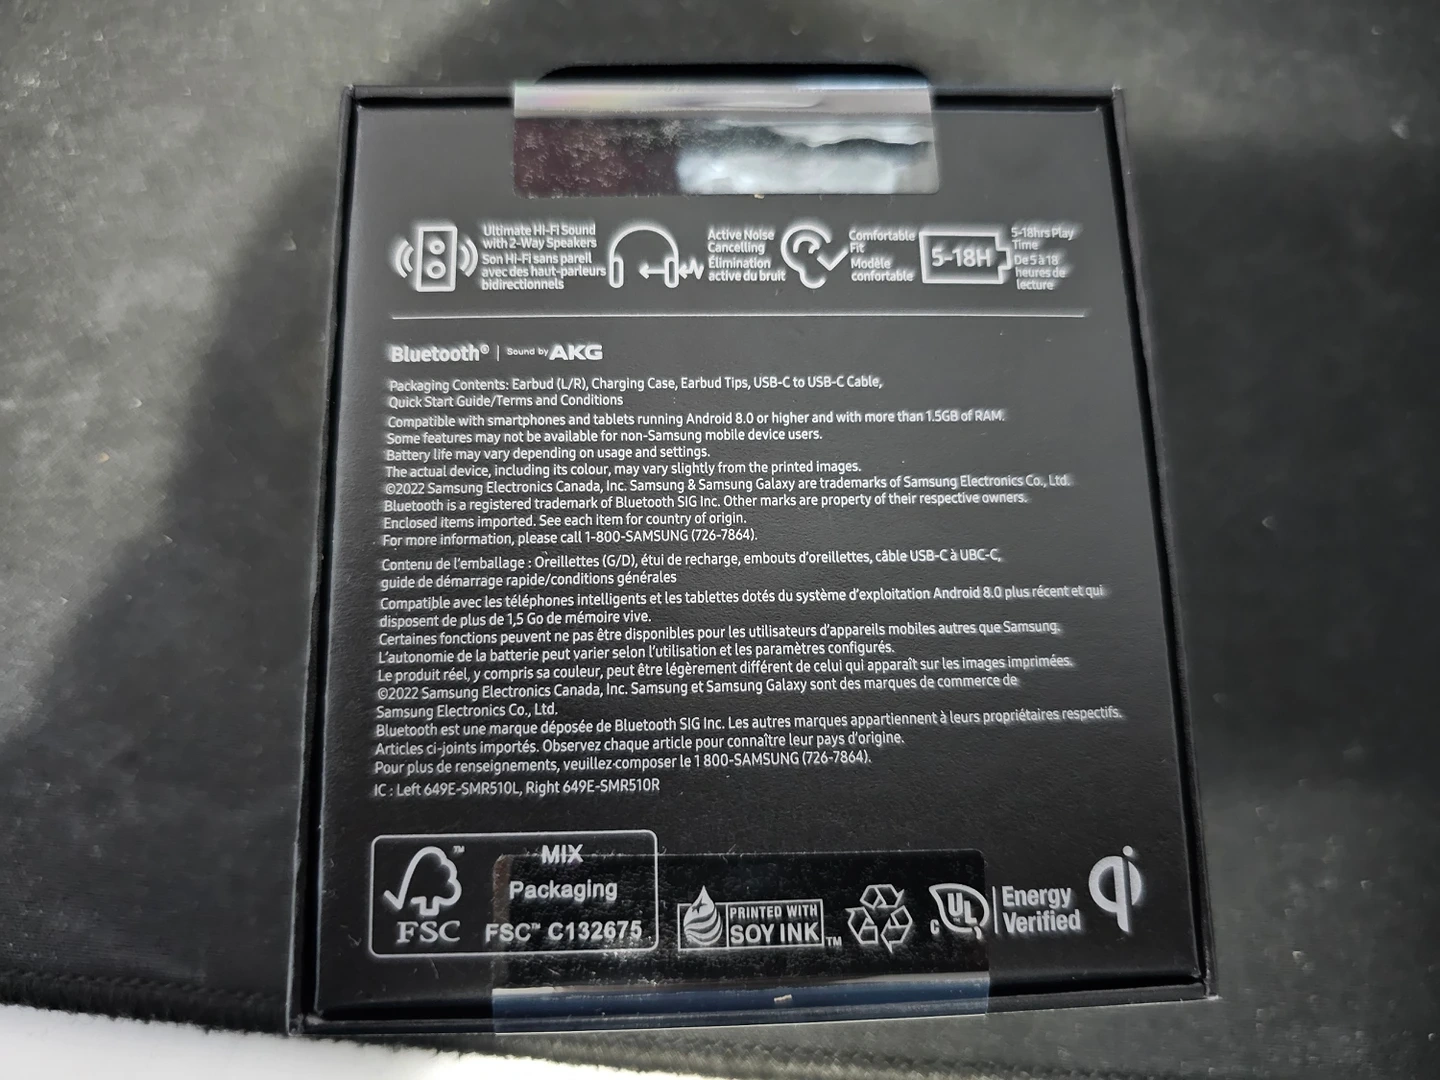 Ultimate Hi-Fi Sound
with 2-Way Speakers
Son Hi-Fi sans pareil
avec des haut-parleurs
bidirectionnels
Active Noise
Cancelling
Élimination
active du bruit
Comfortable
Fit
Modèle
confortable
5-18H
5-18hrs Play
Time
De 5 à 18
heures de
lecture
Bluetooth® | Sound by AKG
Packaging Contents: Earbud (L/R), Charging Case, Earbud Tips, USB-C to USB-C Cable,
Quick Start Guide/Terms and Conditions
Compatible with smartphones and tablets running Android 8.0 or higher and with more than 1.5GB of RAM.
Some features may not be available for non-Samsung mobile device users.
Battery life may vary depending on usage and settings.
The actual device, including its colour, may vary slightly from the printed images.
©2022 Samsung Electronics Canada, Inc. Samsung & Samsung Galaxy are trademarks of Samsung Electronics Co., Ltd.
Bluetooth is a registered trademark of Bluetooth SIG Inc. Other marks are property of their respective owners.
Enclosed items imported. See each item for country of origin.
For more information, please call 1-800-SAMSUNG (726-7864).
Contenu de l'emballage : Oreillettes (G/D), étui de recharge, embouts d'oreillettes, câble USB-C à UBC-C,
guide de démarrage rapide/conditions générales
Compatible avec les téléphones intelligents et les tablettes dotés du système d'exploitation Android 8.0 plus récent et qui
disposent de plus de 1,5 Go de mémoire vive.
Certaines fonctions peuvent ne pas être disponibles pour les utilisateurs d'appareils mobiles autres que Samsung.
L'autonomie de la batterie peut varier selon l'utilisation et les paramètres configurés.
Le produit réel, y compris sa couleur, peut être légèrement différent de celui qui apparaît sur les images imprimées.
©2022 Samsung Electronics Canada, Inc. Samsung et Samsung Galaxy sont des marques de commerce de
Samsung Electronics Co., Ltd.
Bluetooth est une marque déposée de Bluetooth SIG Inc. Les autres marques appartiennent à leurs propriétaires respectifs.
Articles ci-joints importés. Observez chaque article pour connaître leur pays d'origine.
Pour plus de renseignements, veuillez composer le 1 800-SAMSUNG (726-7864).
IC : Left 649E-SMR510L, Right 649E-SMR510R
™
FSC
MIX
Packaging
FSC™ C132675
PRINTED WITH
SOY INK™
c UL
Energy
Verified
qi